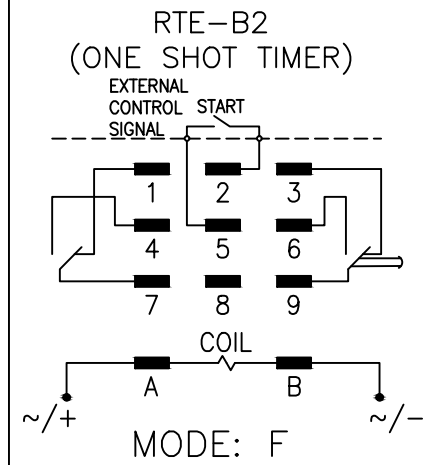 RTE-B2
(ONE SHOT TIMER)
EXTERNAL
CONTROL START
SIGNAL
1 2 3
4 5 6
7 8 9
COIL
A B
~/+ ~/-
MODE: F